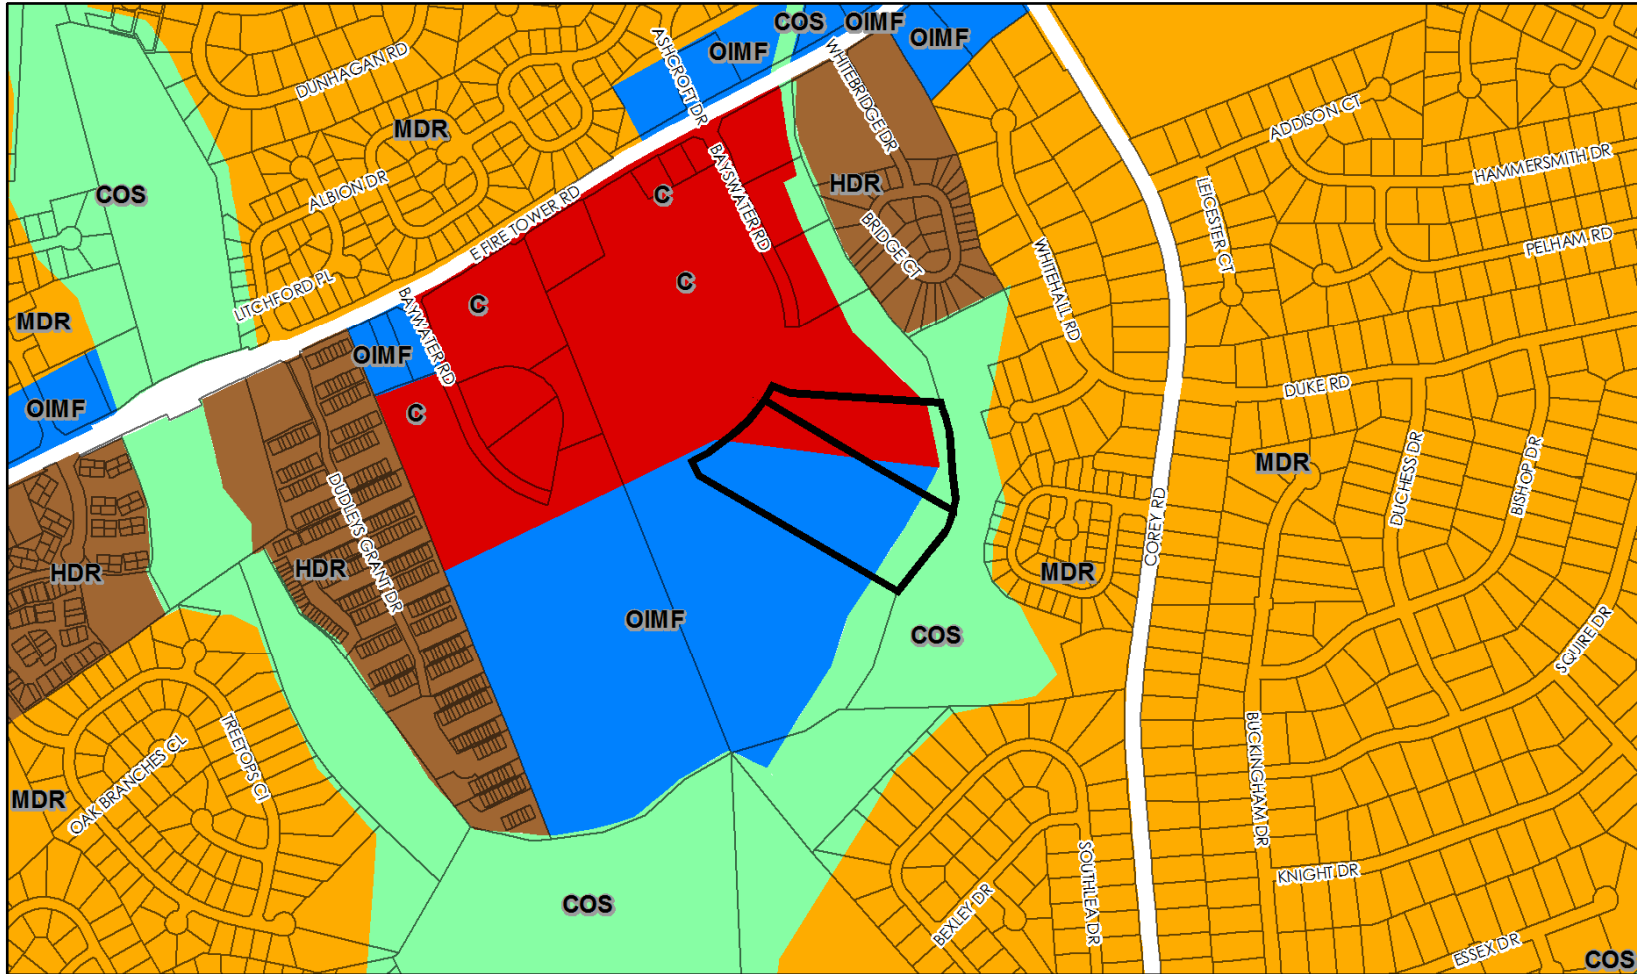 COS
OIMF
OIMF
OIMF
ASHCROFT DR
WHITEBRIDGE DR
DUNHAGAN RD
MDR
ADDISON CT
HAMMERSMITH DR
COS
ALBION DR
C
BAYSWATER RD
HDR
LEICESTER CT
E FIRE TOWER RD
BRIDGE CT
PELHAM RD
WHITEHALL RD
LITCHFORD PL
C
C
MDR
BAYWATER RD
OIMF
DUKE RD
OIMF
C
MDR
DUCHESS DR
BISHOP DR
DUDLEYS GRANT DR
COREY RD
HDR
HDR
MDR
OIMF
COS
SQUIRE DR
TREETOPS CI
OAK BRANCHES CL
MDR
BUCKINGHAM DR
KNIGHT DR
SOUTHLEA DR
COS
BEXLEY DR
ESSEX DR
COS